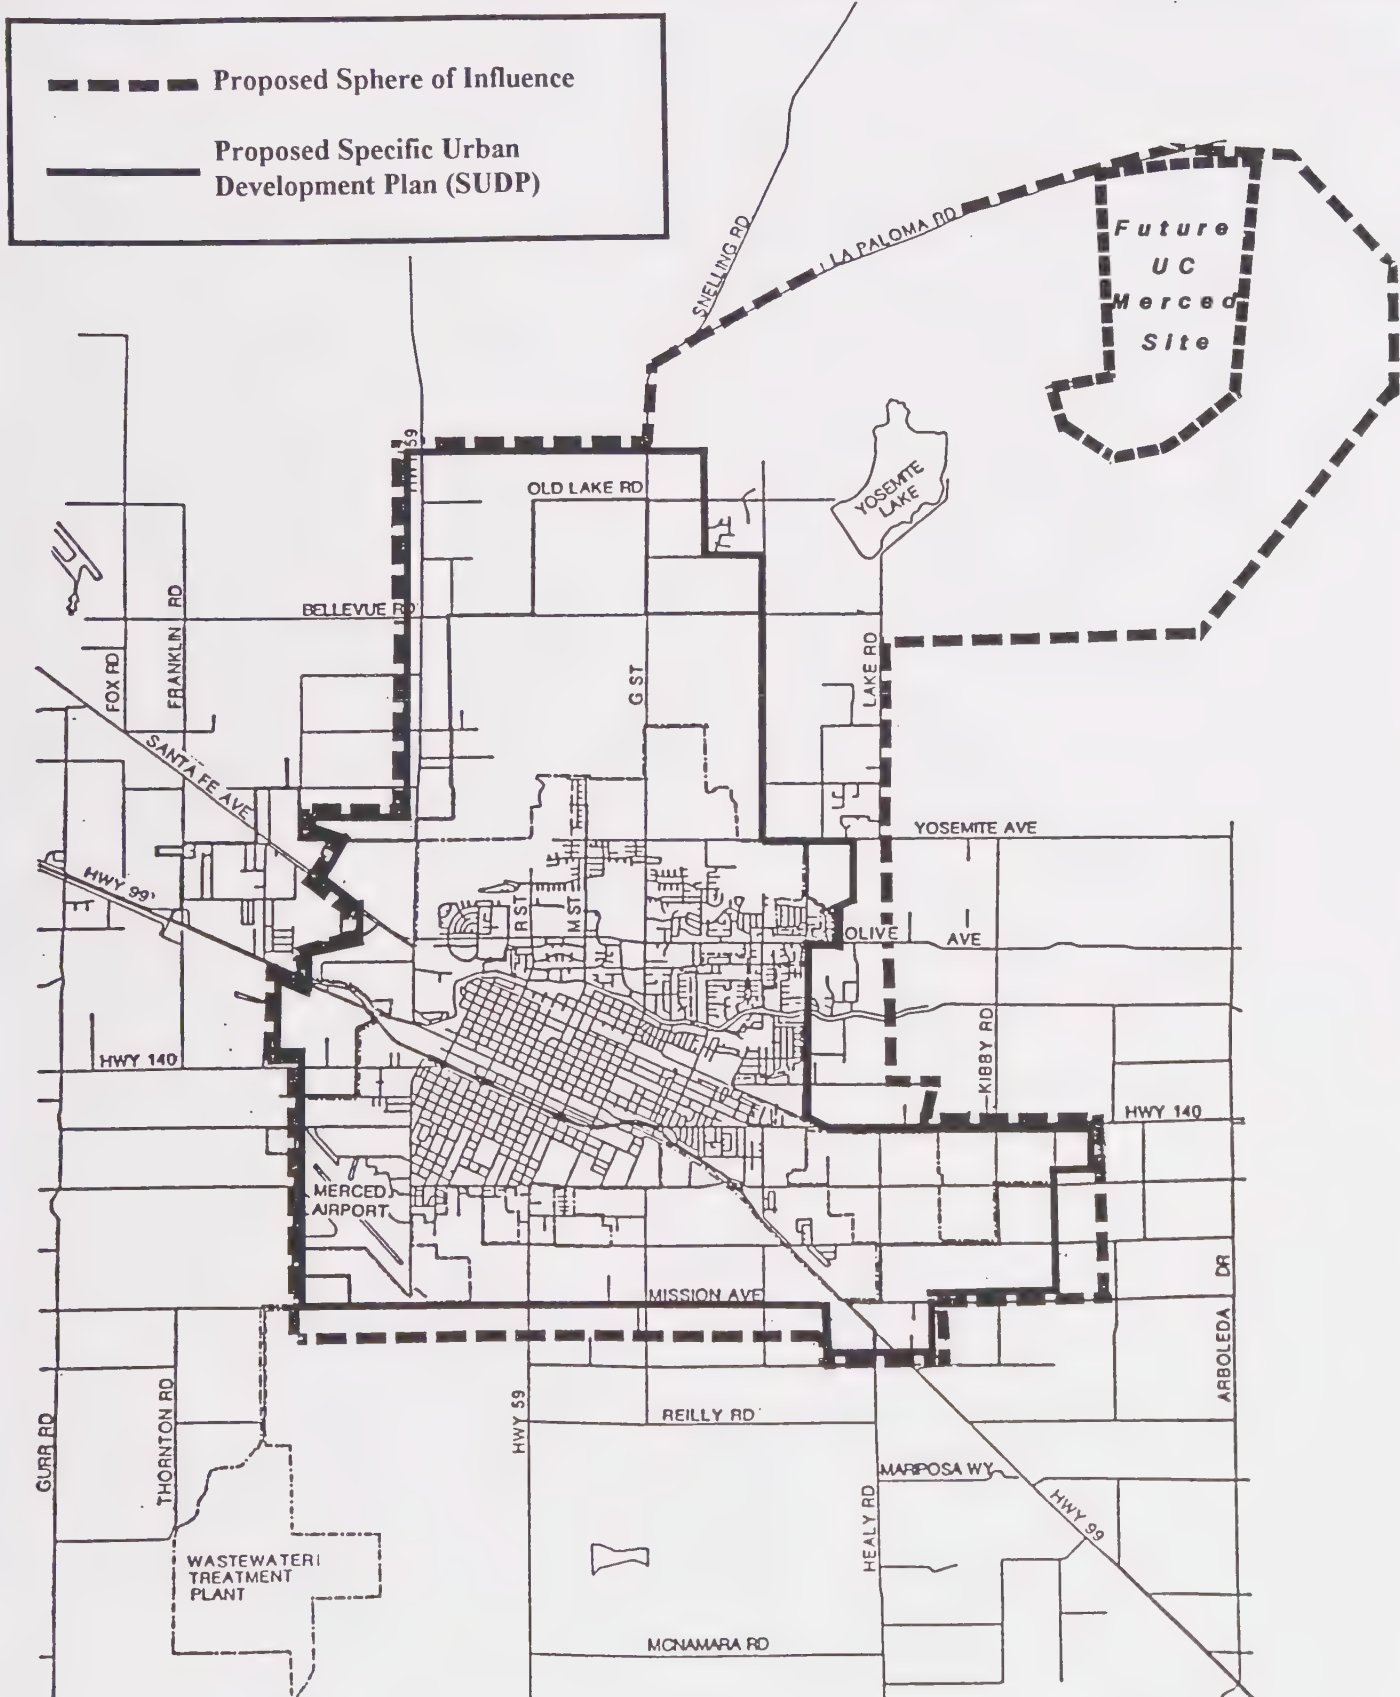 Proposed Sphere of Influence
Proposed Specific Urban
Development Plan (SUDP)
SNELLING RD
LA PALOMA RD
Future
UC
Merced
Site
HWY 59
OLD LAKE RD
YOSEMITE
LAKE
BELLEVUE RD
FOX RD
FRANKLIN RD
G ST
LAKE RD
SANTA FE AVE
YOSEMITE AVE
HWY 99
R ST
M ST
OLIVE AVE
KIBBY RD
HWY 140
HWY 140
MERCED
AIRPORT
MISSION AVE
ARBOLEDA DR
GURR RD
THORNTON RD
HWY 59
REILLY RD
MARIPOSA WY
HEALY RD
HWY 99
WASTEWATER
TREATMENT
PLANT
MCNAMARA RD